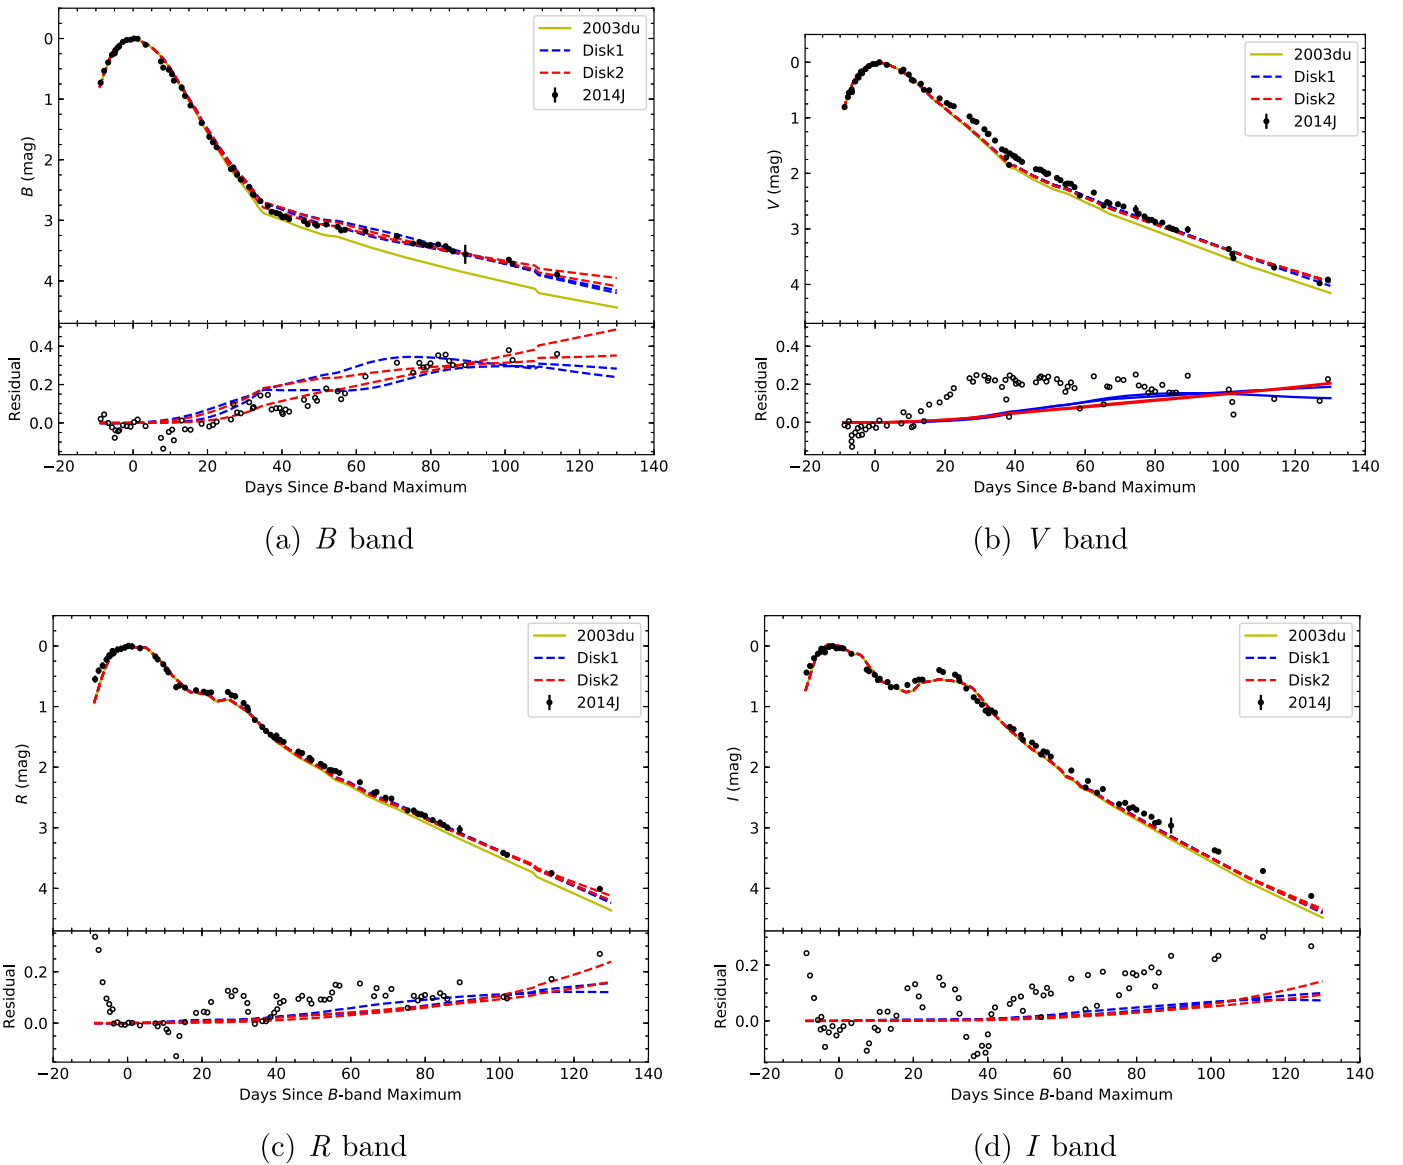 0
1
2
3
4
B (mag)
2003du
Disk1
Disk2
2014J
0.4
0.2
0.0
Residual
−20 0 20 40 60 80 100 120 140
Days Since B-band Maximum
(a) B band
0
1
2
3
4
V (mag)
2003du
Disk1
Disk2
2014J
0.4
0.2
0.0
Residual
−20 0 20 40 60 80 100 120 140
Days Since B-band Maximum
(b) V band
0
1
2
3
4
R (mag)
2003du
Disk1
Disk2
2014J
0.2
0.0
Residual
−20 0 20 40 60 80 100 120 140
Days Since B-band Maximum
(c) R band
0
1
2
3
4
I (mag)
2003du
Disk1
Disk2
2014J
0.2
0.0
Residual
−20 0 20 40 60 80 100 120 140
Days Since B-band Maximum
(d) I band